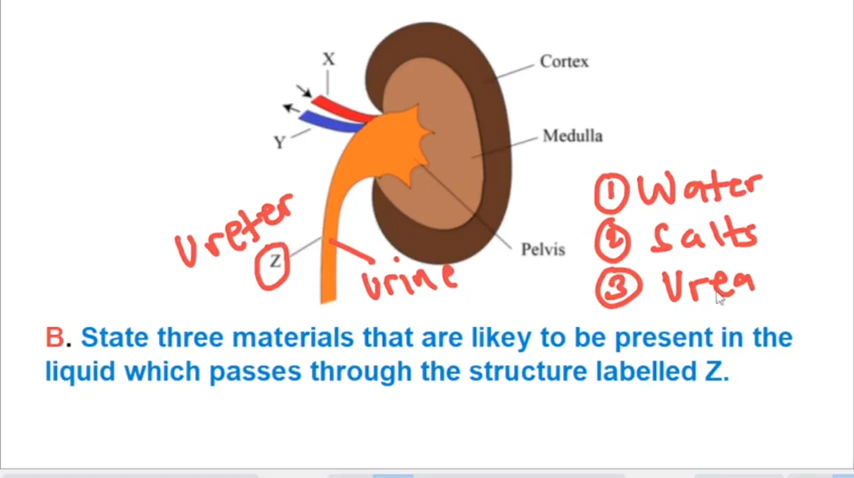 X
Cortex
Y
Medulla
① Water
Ureter
② Salts
Z
Pelvis
urine
③ Urea
B. State three materials that are likely to be present in the
liquid which passes through the structure labelled Z.